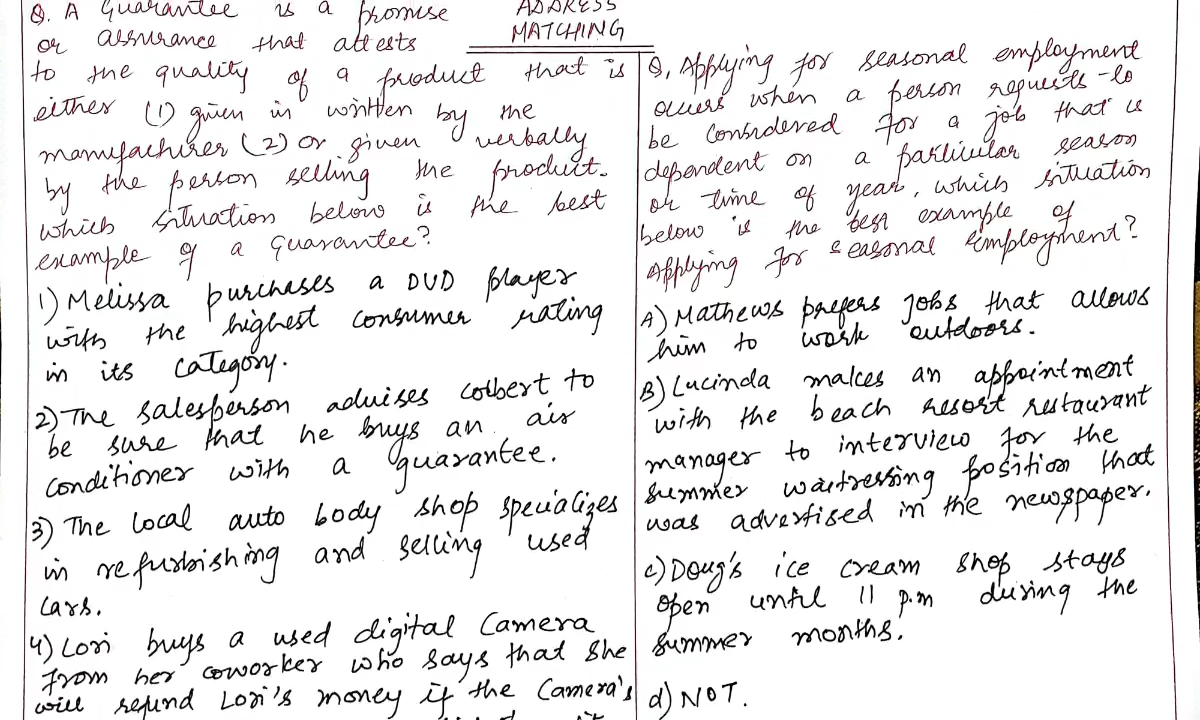 Q. A Guarantee is a promise
or assurance that attests
to the quality of a product that is
either (1) given in written by the
manufacturer (2) or given verbally
by the person selling the product.
which situation below is the best
example of a Guarantee?
1) Melissa purchases a DVD player
with the highest consumer rating
in its category.
2) The salesperson advises colbert to
be sure that he buys an air
conditioner with a guarantee.
3) The local auto body shop specializes
in refurbishing and selling used
cars.
4) Lori buys a used digital Camera
from her coworker who says that she
will refund Lori's money if the Camera's
ADDRESS
MATCHING
Q. Applying for seasonal employment
occurs when a person requests to
be Considered for a job that is
dependent on a particular season
or time of year, which situation
below is the best example of
Applying for seasonal Employment?
A) Mathews prefers jobs that allows
him to work outdoors.
B) Lucinda makes an appointment
with the beach resort restaurant
manager to interview for the
summer waitressing position that
was advertised in the newspaper.
c) Doug's ice cream shop stays
open until 11 p.m during the
summer months.
d) NOT.